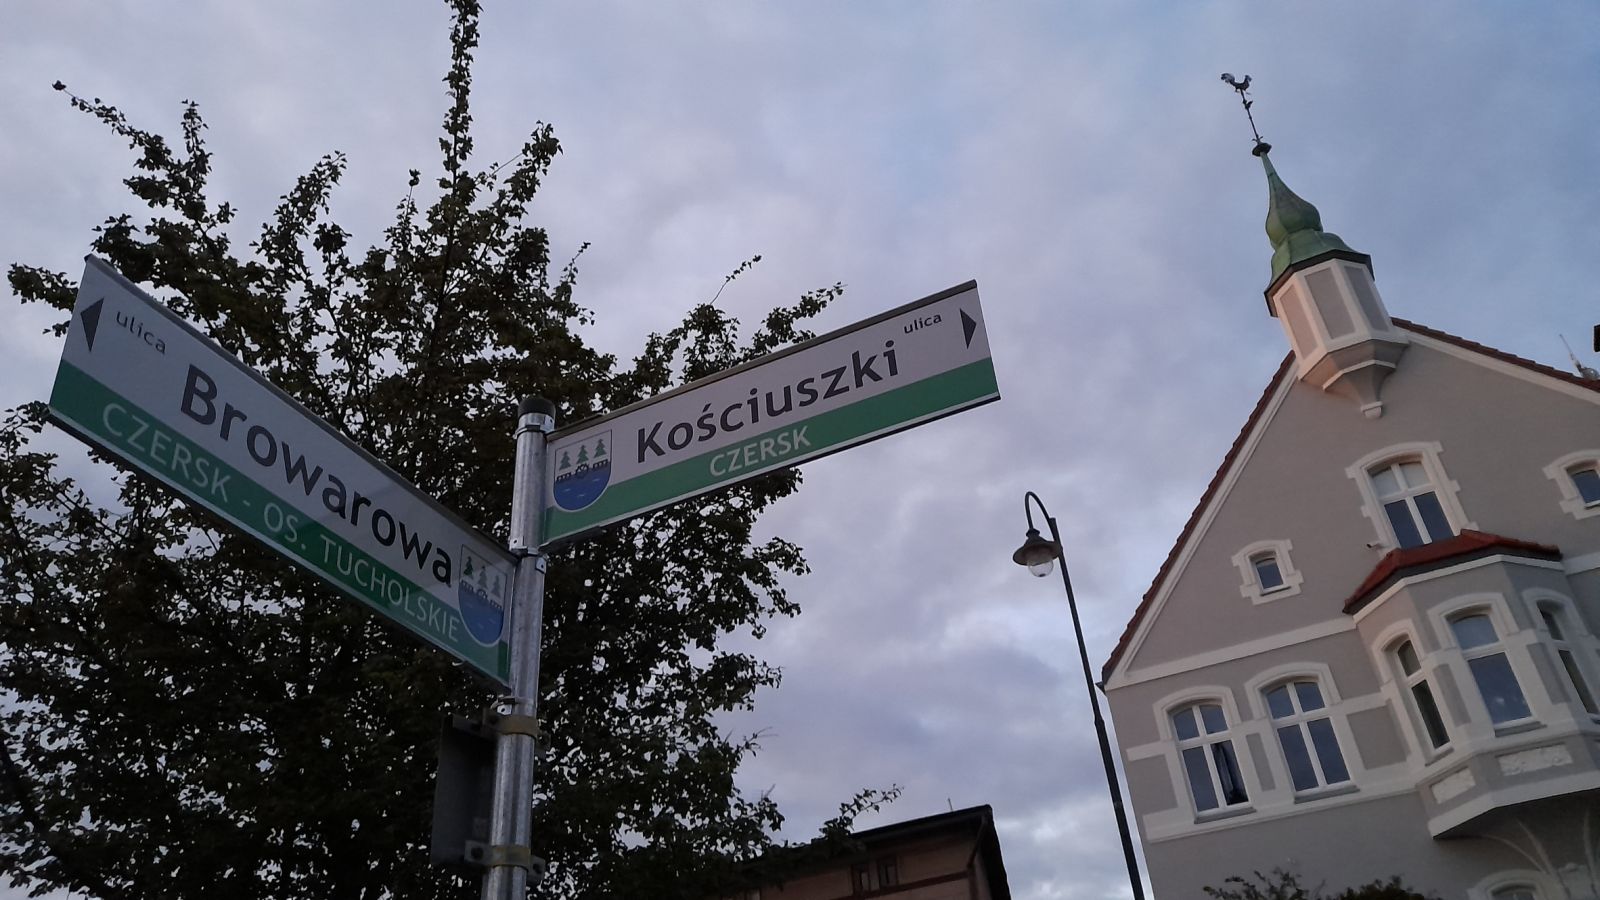 ulica
Browarowa
CZERSK - OS. TUCHOLSKIE
ulica
Kościuszki
CZERSK